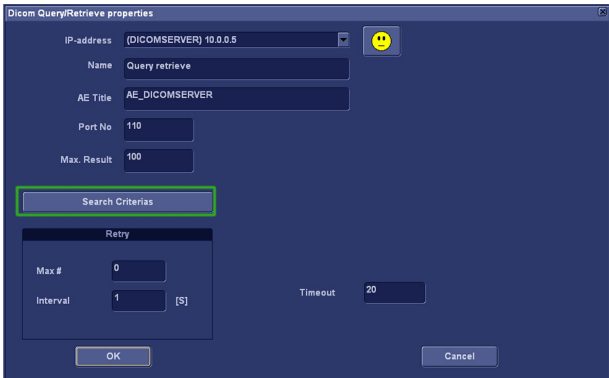 Dicom Query/Retrieve properties
IP-address (DICOMSERVER) 10.0.0.5
Name Query retrieve
AE Title AE_DICOMSERVER
Port No 110
Max. Result 100
Search Criterias
Retry
Max # 0
Interval 1 [S] Timeout 20
OK Cancel